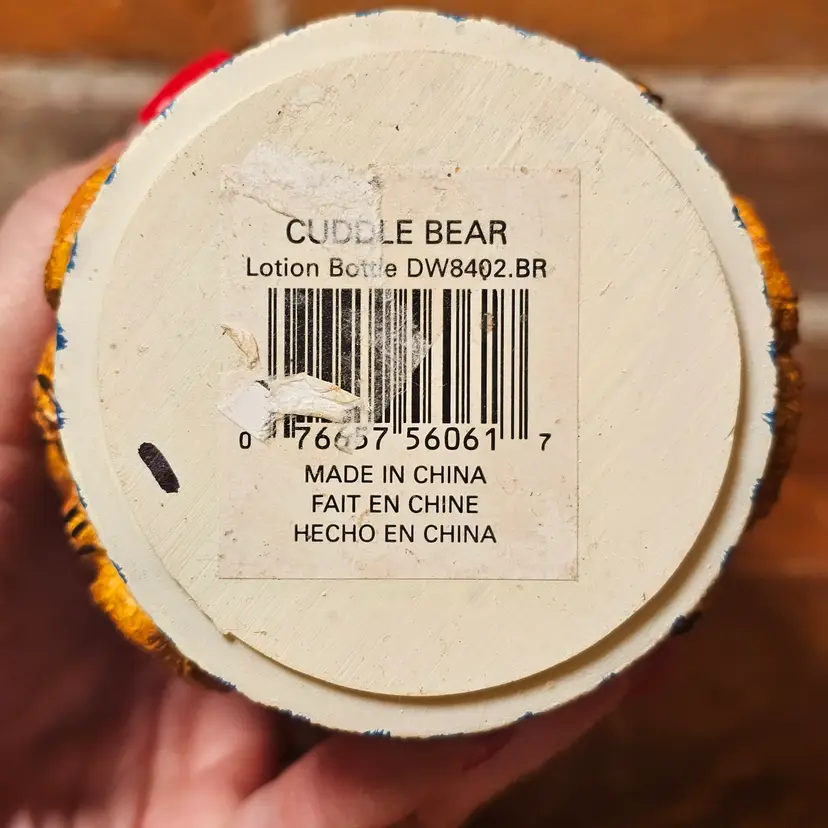 CUDDLE BEAR
Lotion Bottle DW8402.BR
0 76657 56061 7
MADE IN CHINA
FAIT EN CHINE
HECHO EN CHINA